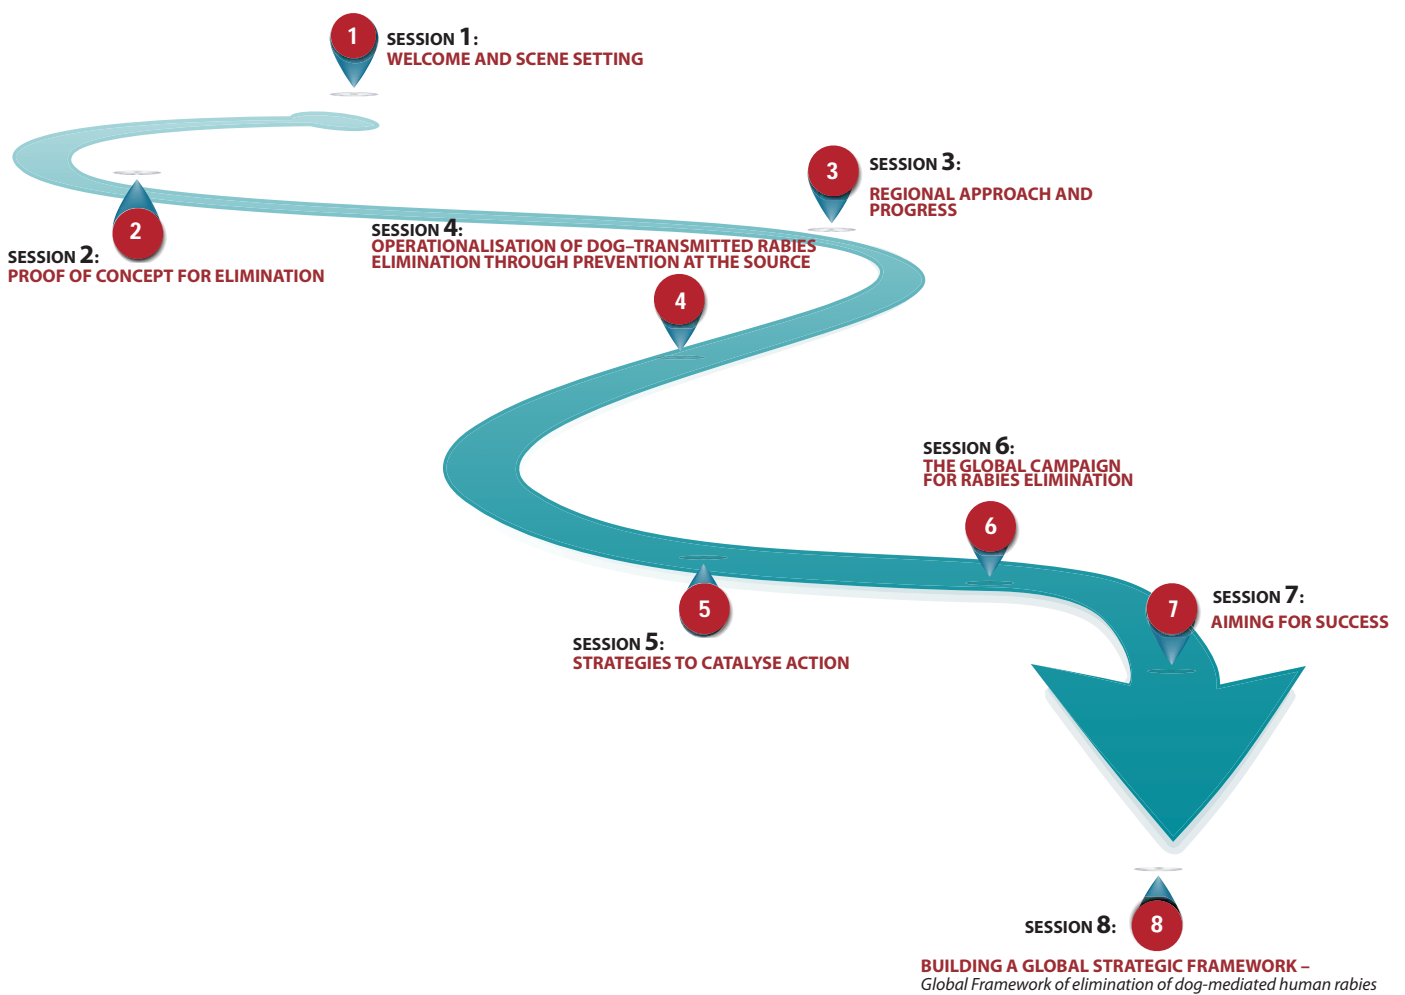 1
SESSION 1:
WELCOME AND SCENE SETTING
2
SESSION 2:
PROOF OF CONCEPT FOR ELIMINATION
3
SESSION 3:
REGIONAL APPROACH AND
PROGRESS
SESSION 4:
OPERATIONALISATION OF DOG–TRANSMITTED RABIES
ELIMINATION THROUGH PREVENTION AT THE SOURCE
4
5
SESSION 5:
STRATEGIES TO CATALYSE ACTION
SESSION 6:
THE GLOBAL CAMPAIGN
FOR RABIES ELIMINATION
6
7
SESSION 7:
AIMING FOR SUCCESS
SESSION 8:
8
BUILDING A GLOBAL STRATEGIC FRAMEWORK –
Global Framework of elimination of dog-mediated human rabies